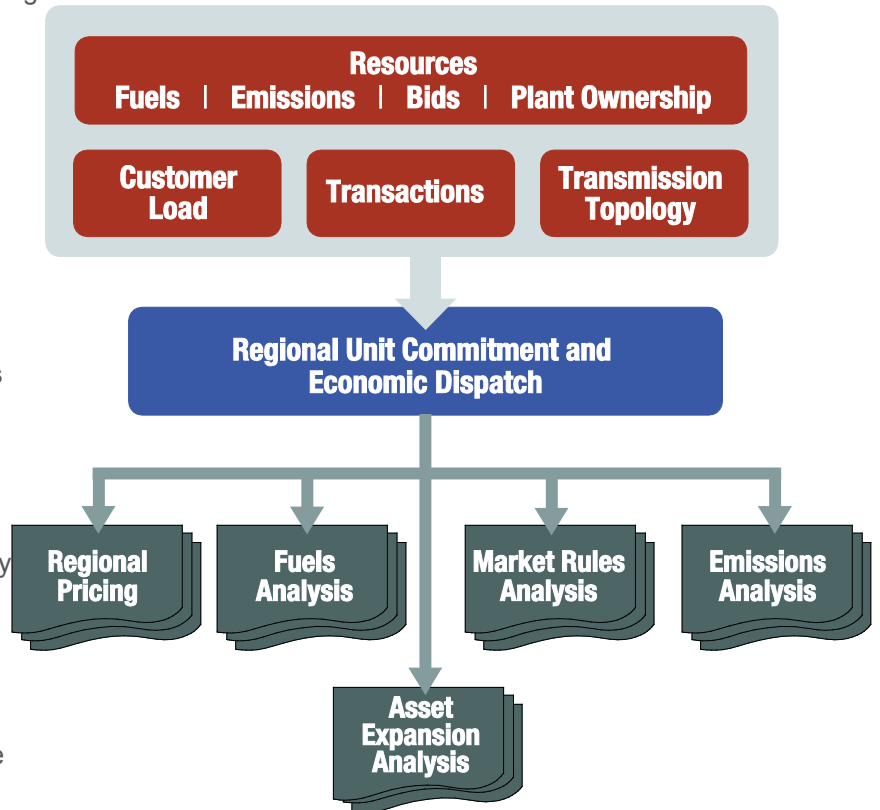 Resources
Fuels | Emissions | Bids | Plant Ownership
Customer
Load
Transactions
Transmission
Topology
Regional Unit Commitment and
Economic Dispatch
Regional
Pricing
Fuels
Analysis
Market Rules
Analysis
Emissions
Analysis
Asset
Expansion
Analysis